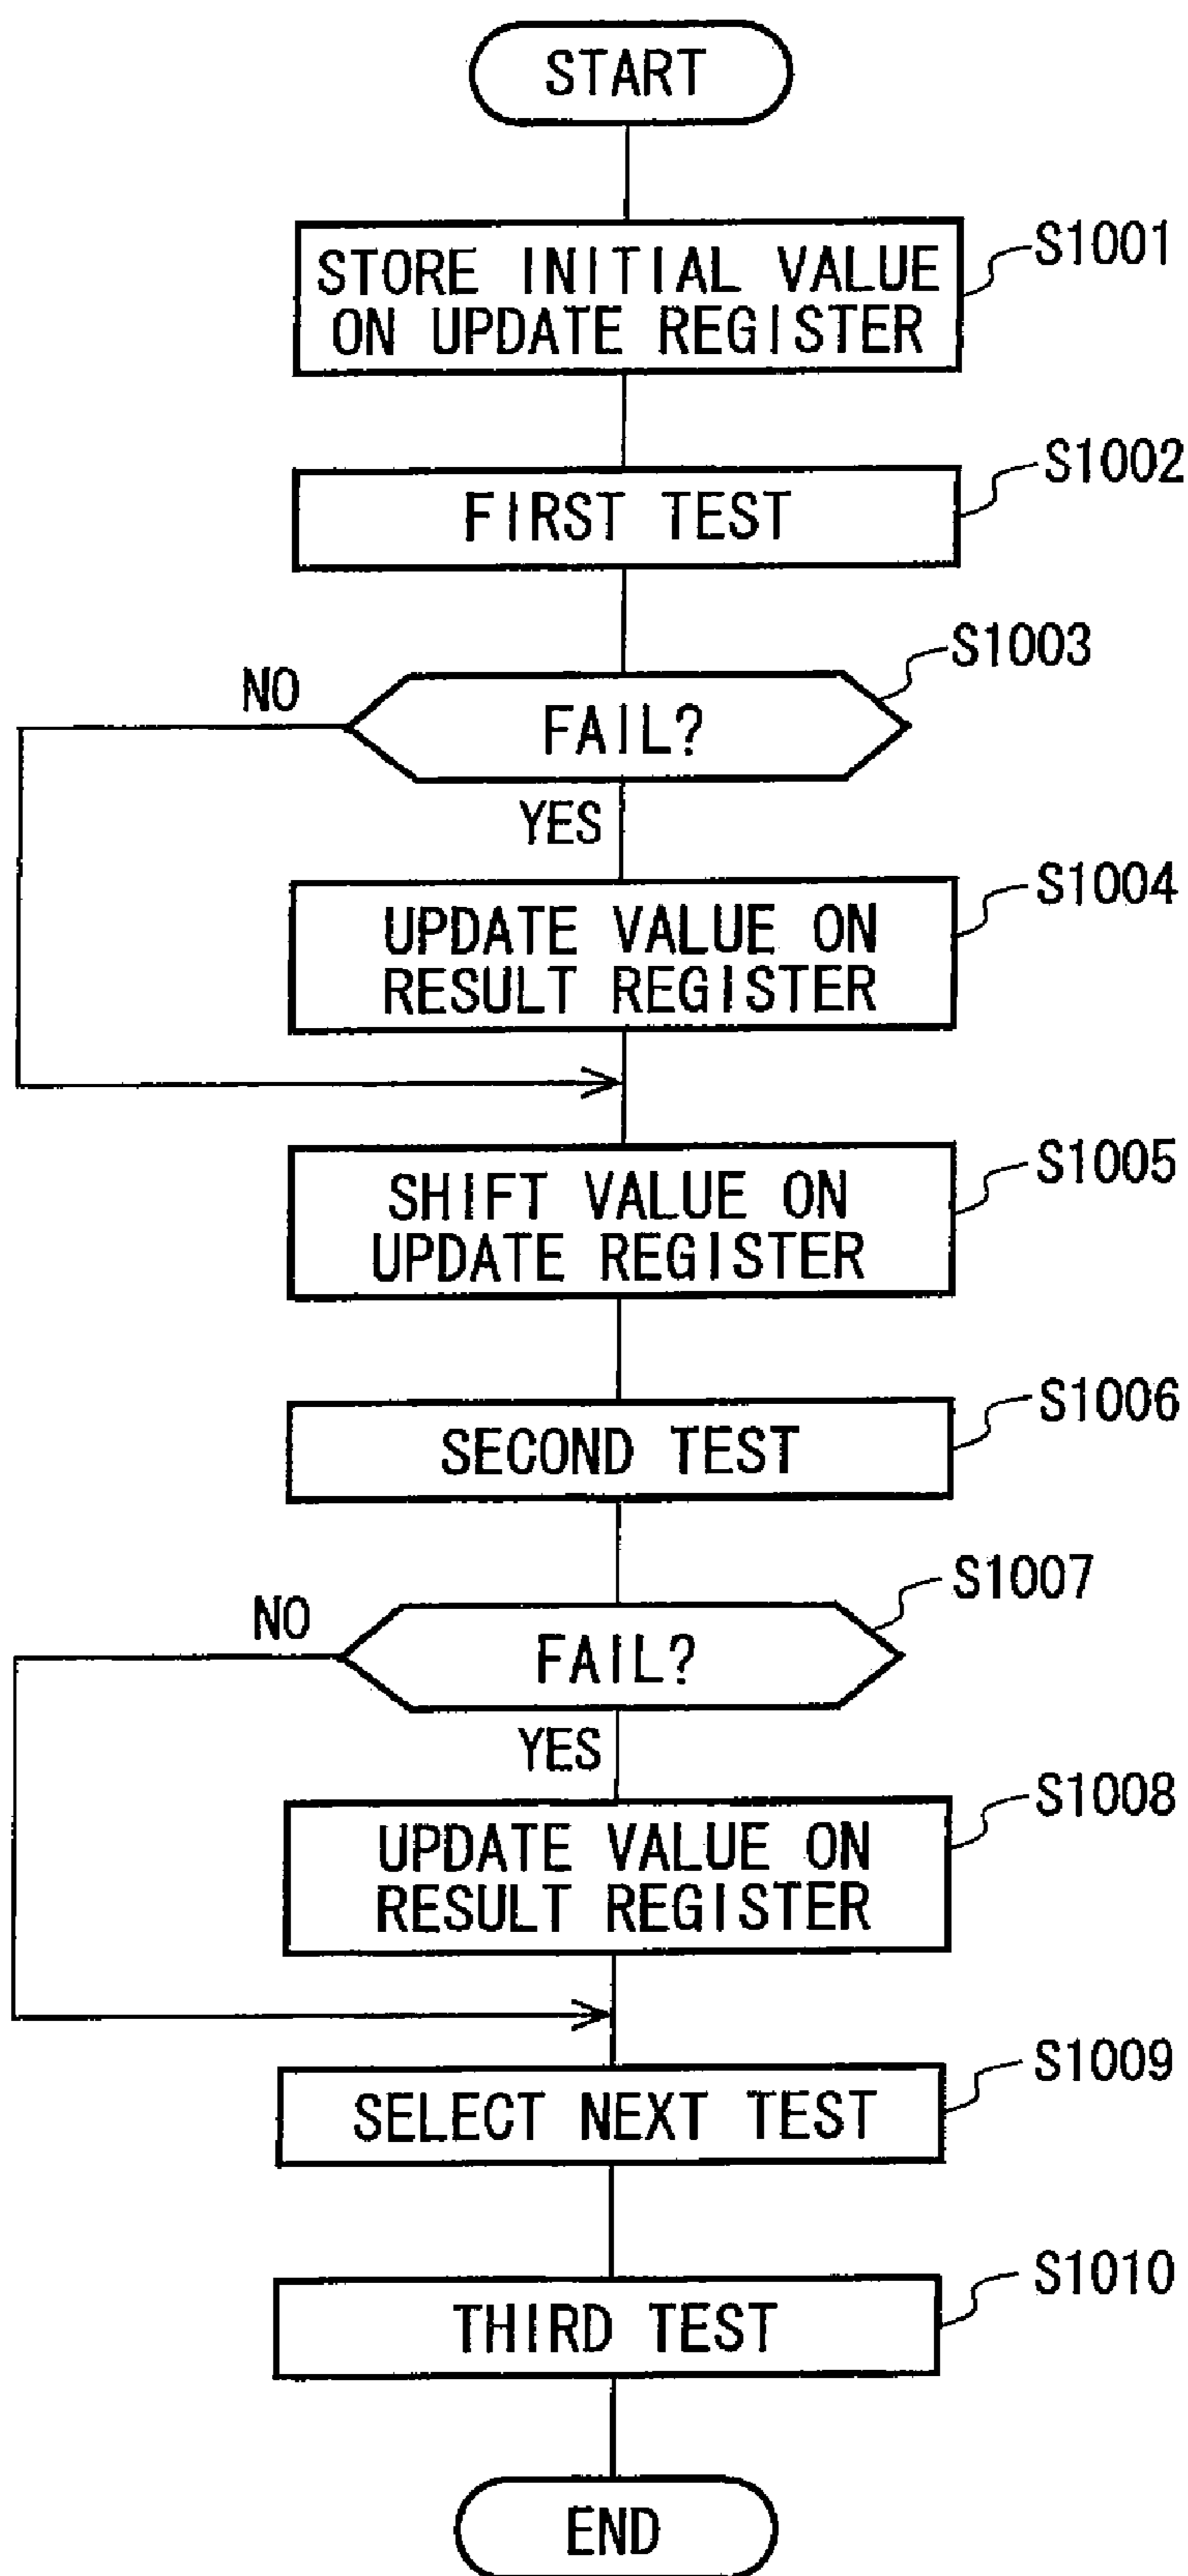 START
STORE INITIAL VALUE
ON UPDATE REGISTER
S1001
FIRST TEST
S1002
FAIL?
S1003
NO
YES
UPDATE VALUE ON
RESULT REGISTER
S1004
SHIFT VALUE ON
UPDATE REGISTER
S1005
SECOND TEST
S1006
FAIL?
S1007
NO
YES
UPDATE VALUE ON
RESULT REGISTER
S1008
SELECT NEXT TEST
S1009
THIRD TEST
S1010
END